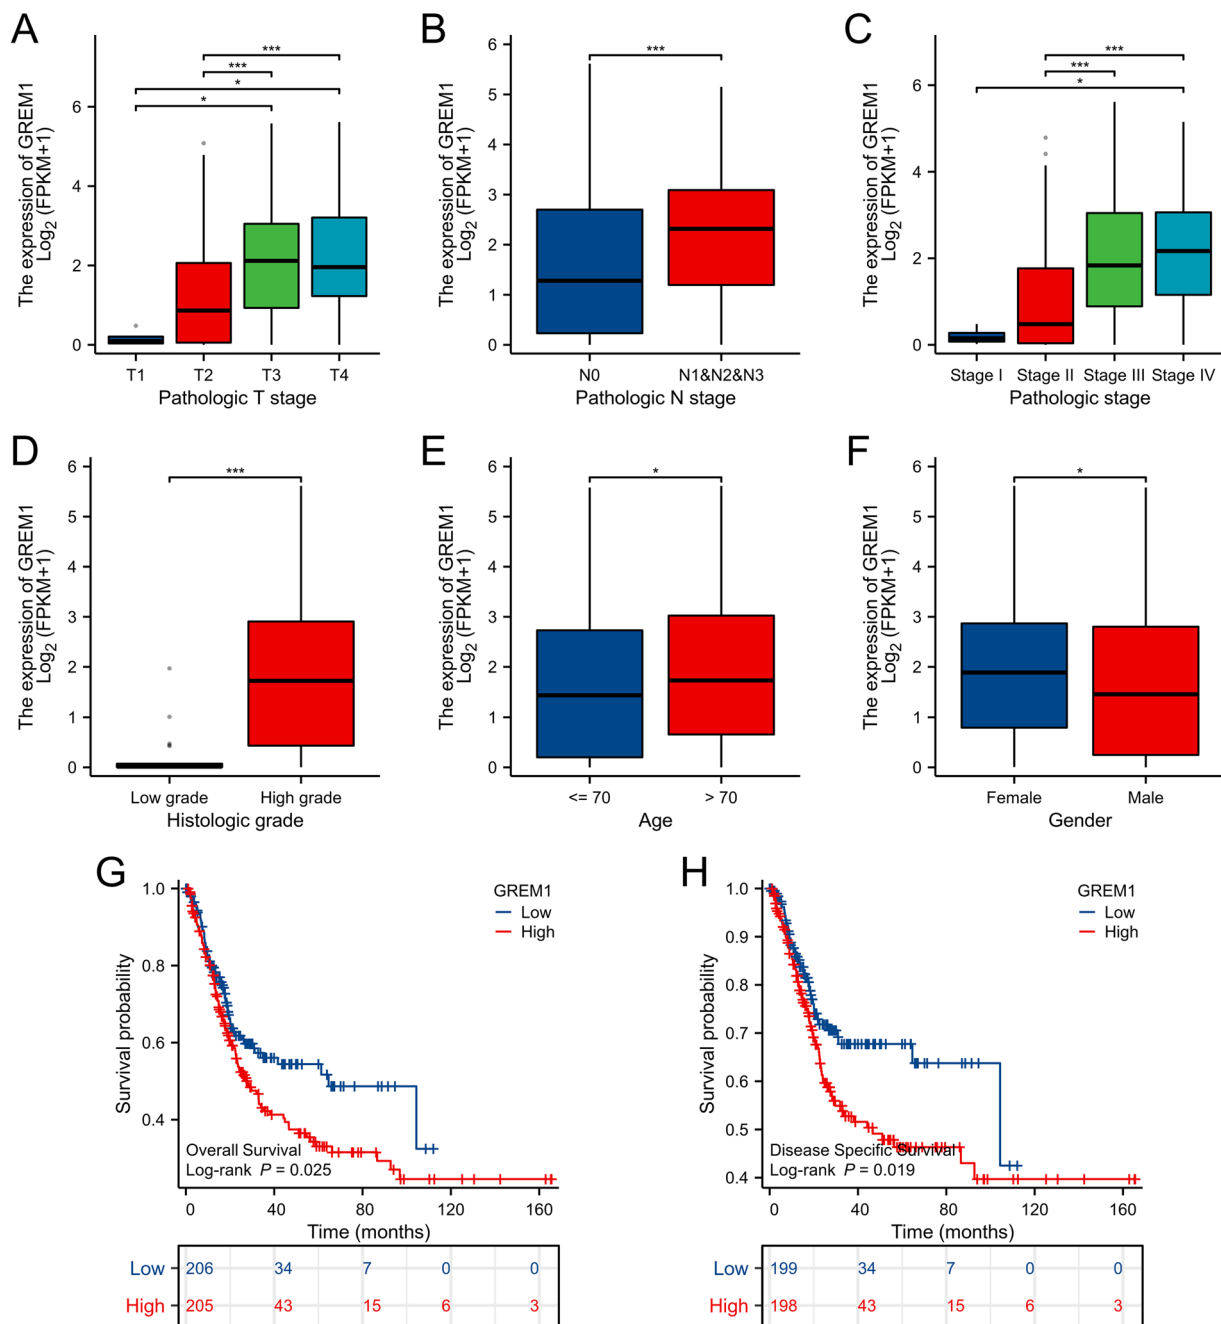 A
The expression of GREM1
Log2 (FPKM+1)
6
4
2
0
***
***
*
*
T1 T2 T3 T4
Pathologic T stage
B
The expression of GREM1
Log2 (FPKM+1)
6
5
4
3
2
1
0
***
N0 N1&N2&N3
Pathologic N stage
C
The expression of GREM1
Log2 (FPKM+1)
6
4
2
0
***
***
*
Stage I Stage II Stage III Stage IV
Pathologic stage
D
The expression of GREM1
Log2 (FPKM+1)
6
5
4
3
2
1
0
***
Low grade High grade
Histologic grade
E
The expression of GREM1
Log2 (FPKM+1)
6
5
4
3
2
1
0
*
<= 70 > 70
Age
F
The expression of GREM1
Log2 (FPKM+1)
6
5
4
3
2
1
0
*
Female Male
Gender
G
Survival probability
1.0
0.8
0.6
0.4
GREM1
Low
High
Overall Survival
Log-rank P = 0.025
0 40 80 120 160
Time (months)
Low 206 34 7 0 0
High 205 43 15 6 3
H
Survival probability
1.0
0.9
0.8
0.7
0.6
0.5
0.4
GREM1
Low
High
Disease Specific Survival
Log-rank P = 0.019
0 40 80 120 160
Time (months)
Low 199 34 7 0 0
High 198 43 15 6 3